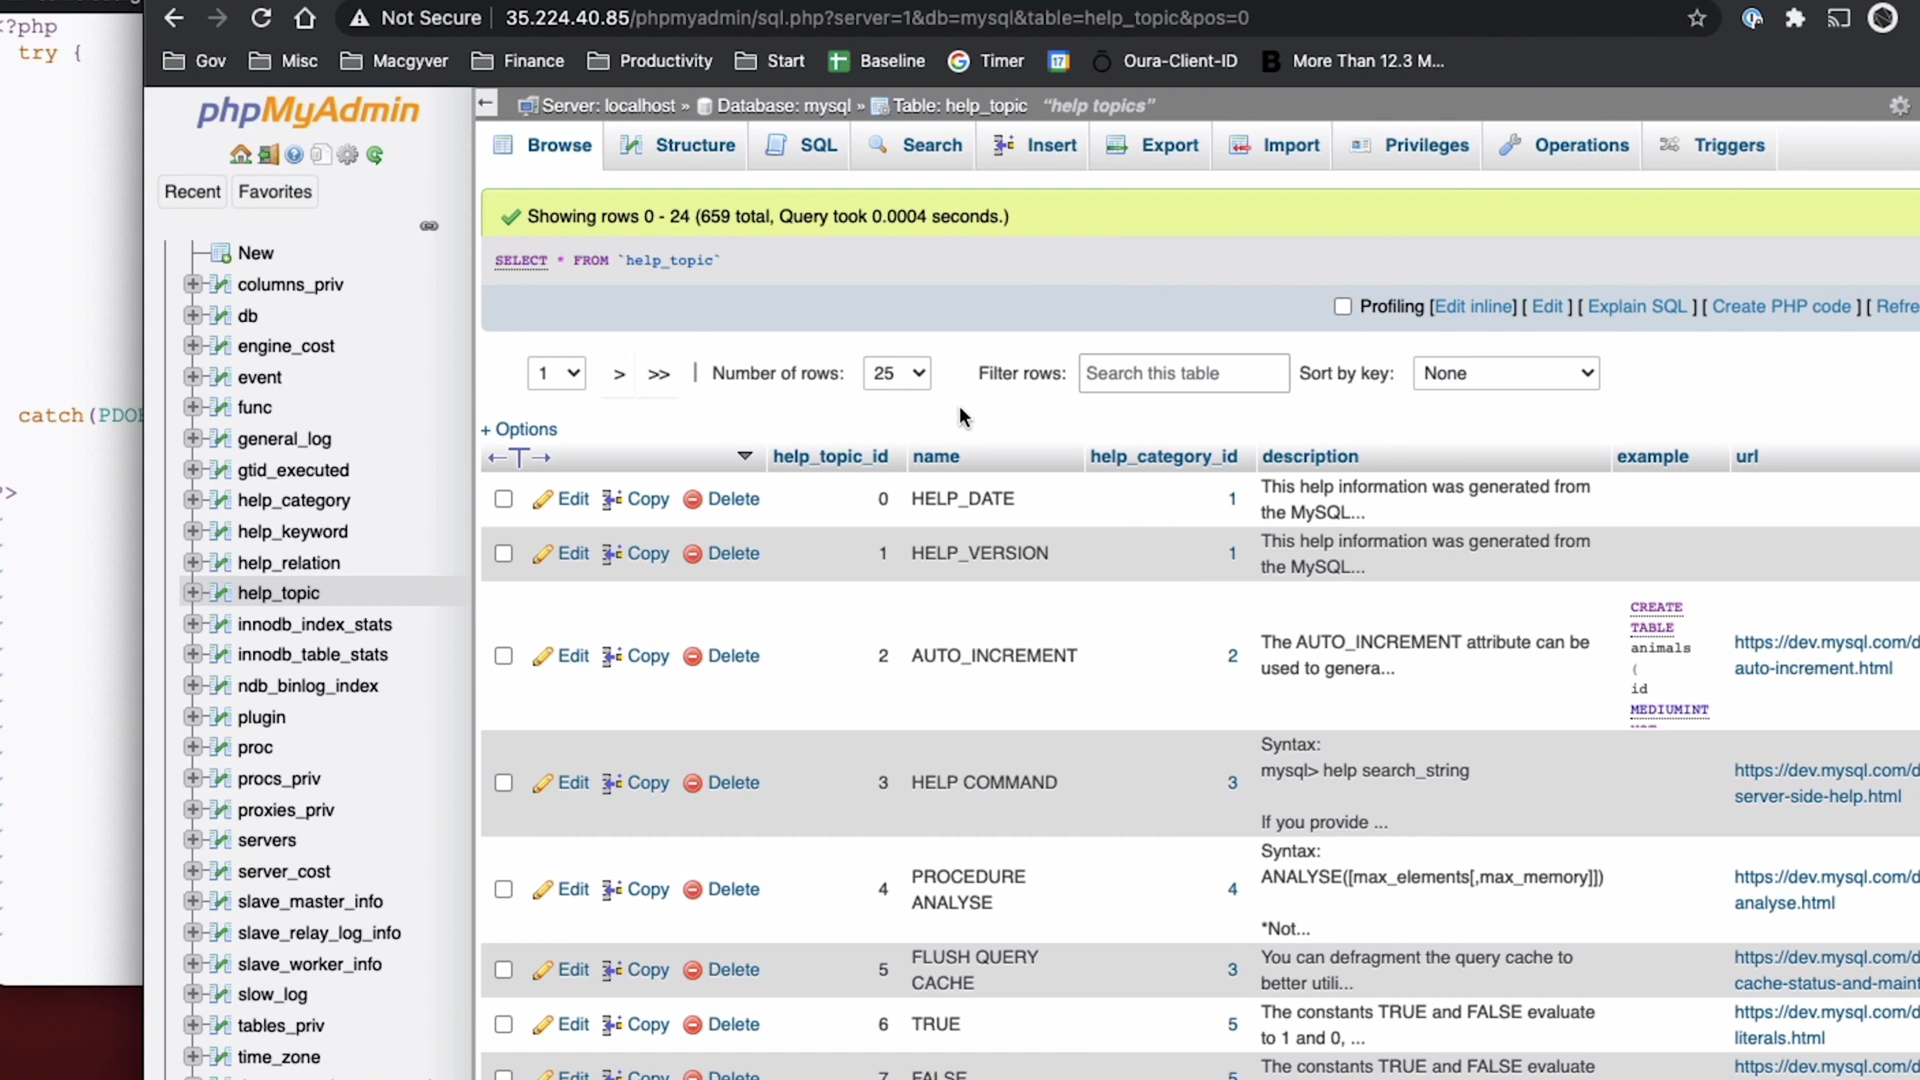 <?php
try {
catch(PDOE
?>
Not Secure 35.224.40.85/phpmyadmin/sql.php?server=1&db=mysql&table=help_topic&pos=0
Gov Misc Macgyver Finance Productivity Start Baseline Timer 17 Oura-Client-ID B More Than 12.3 M...
phpMyAdmin
Recent Favorites
New
columns_priv
db
engine_cost
event
func
general_log
gtid_executed
help_category
help_keyword
help_relation
help_topic
innodb_index_stats
innodb_table_stats
ndb_binlog_index
plugin
proc
procs_priv
proxies_priv
servers
server_cost
slave_master_info
slave_relay_log_info
slave_worker_info
slow_log
tables_priv
time_zone
Server: localhost » Database: mysql » Table: help_topic "help topics"
Browse Structure SQL Search Insert Export Import Privileges Operations Triggers
Showing rows 0 - 24 (659 total, Query took 0.0004 seconds.)
SELECT * FROM `help_topic`
Profiling [Edit inline] [ Edit ] [ Explain SQL ] [ Create PHP code ] [ Refre
1 > >> | Number of rows: 25 Filter rows: Search this table Sort by key: None
+ Options
←T→ help_topic_id name help_category_id description example url
Edit Copy Delete 0 HELP_DATE 1 This help information was generated from
the MySQL...
Edit Copy Delete 1 HELP_VERSION 1 This help information was generated from
the MySQL...
Edit Copy Delete 2 AUTO_INCREMENT 2 The AUTO_INCREMENT attribute can be
used to genera...
CREATE
TABLE
animals
(
id
MEDIUMINT
https://dev.mysql.com/d
auto-increment.html
Edit Copy Delete 3 HELP COMMAND 3 Syntax:
mysql> help search_string
If you provide ...
https://dev.mysql.com/d
server-side-help.html
Edit Copy Delete 4 PROCEDURE
ANALYSE 4 Syntax:
ANALYSE([max_elements[,max_memory]])
*Not...
https://dev.mysql.com/d
analyse.html
Edit Copy Delete 5 FLUSH QUERY
CACHE 3 You can defragment the query cache to
better utili...
https://dev.mysql.com/d
cache-status-and-maint
Edit Copy Delete 6 TRUE 5 The constants TRUE and FALSE evaluate
to 1 and 0, ...
https://dev.mysql.com/d
literals.html
Edit Copy Delete 7 FALSE 5 The constants TRUE and FALSE evaluate
https://dev.mysql.com/d